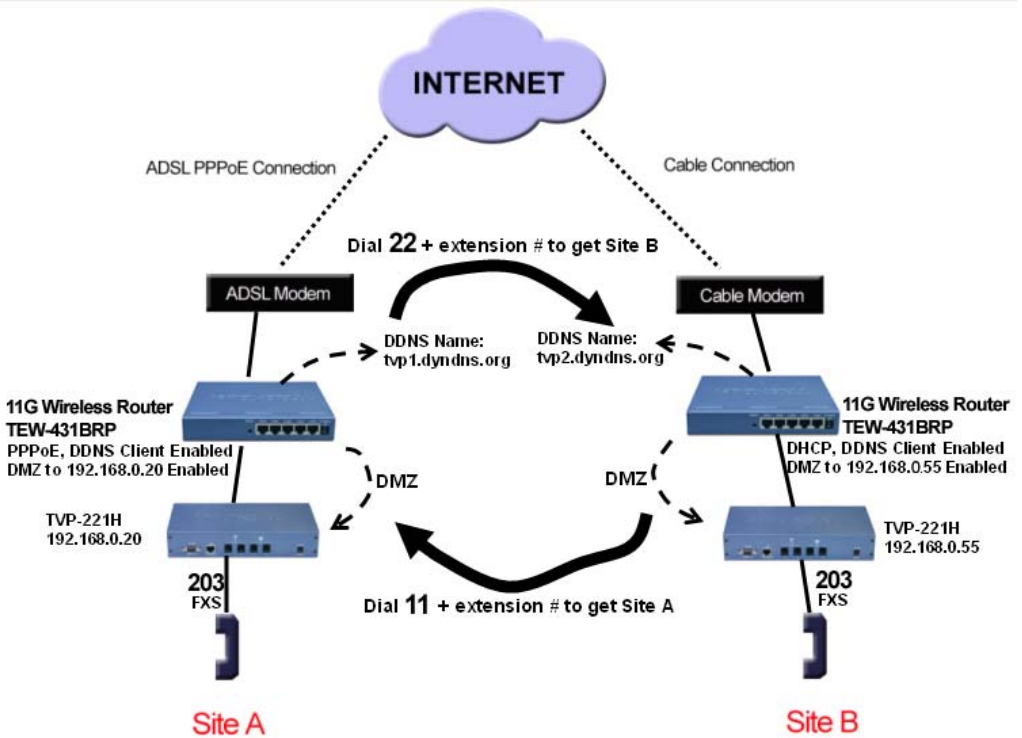 INTERNET
ADSL PPPoE Connection
Cable Connection
Dial 22 + extension # to get Site B
ADSL Modem
Cable Modem
DDNS Name:
tvp1.dyndns.org
DDNS Name:
tvp2.dyndns.org
11G Wireless Router
TEW-431BRP
PPPoE, DDNS Client Enabled
DMZ to 192.168.0.20 Enabled
11G Wireless Router
TEW-431BRP
DHCP, DDNS Client Enabled
DMZ to 192.168.0.55 Enabled
DMZ
DMZ
TVP-221H
192.168.0.20
TVP-221H
192.168.0.55
203
FXS
203
FXS
Dial 11 + extension # to get Site A
Site A
Site B